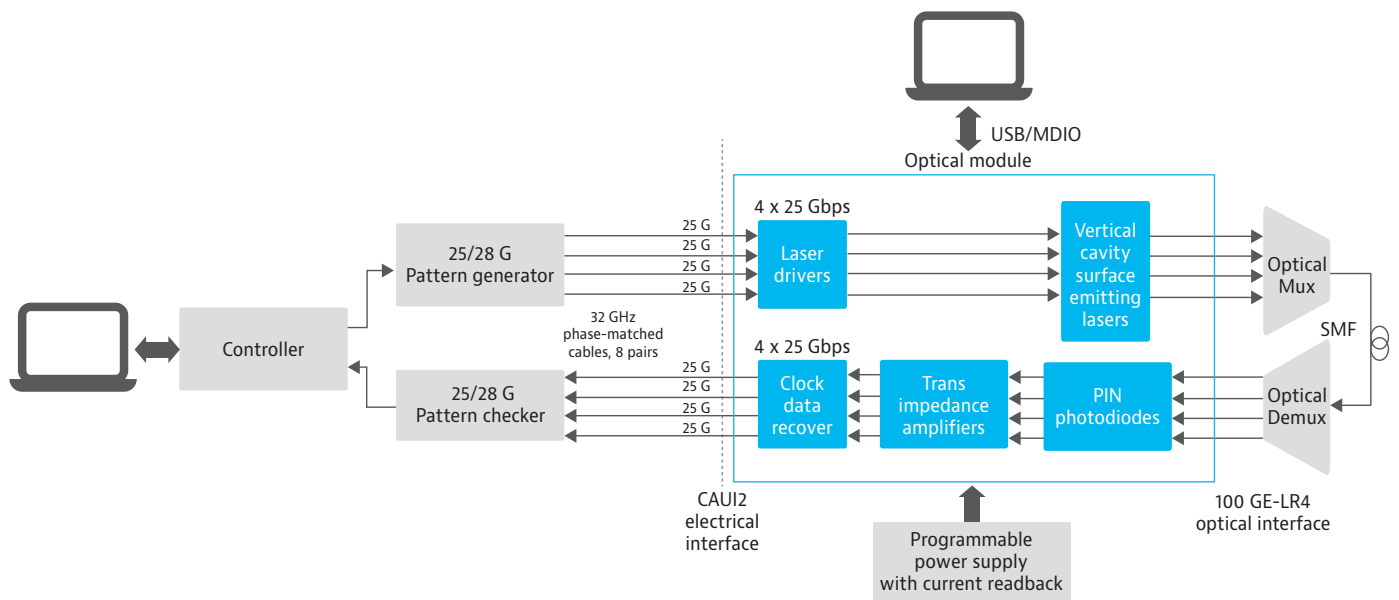 USB/MDIO
Optical module
25/28 G
Pattern generator
25 G
25 G
25 G
25 G
4 x 25 Gbps
Laser
drivers
Vertical
cavity
surface
emitting
lasers
Optical
Mux
SMF
Controller
32 GHz
phase-matched
cables, 8 pairs
25/28 G
Pattern checker
25 G
25 G
25 G
25 G
4 x 25 Gbps
Clock
data
recover
Trans
impedance
amplifiers
PIN
photodiodes
Optical
Demux
CAUI2
electrical
interface
100 GE-LR4
optical interface
Programmable
power supply
with current readback